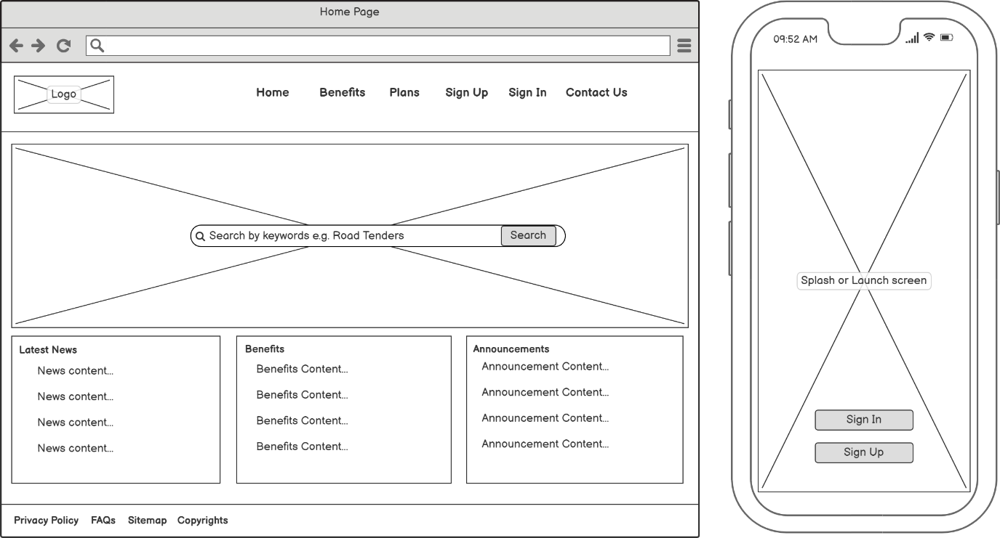 Home Page
Logo
Home Benefits Plans Sign Up Sign In Contact Us
Search by keywords e.g. Road Tenders Search
Latest News
News content...
News content...
News content...
News content...
Benefits
Benefits Content...
Benefits Content...
Benefits Content...
Benefits Content...
Announcements
Announcement Content...
Announcement Content...
Announcement Content...
Announcement Content...
Privacy Policy FAQs Sitemap Copyrights
09:52 AM
Splash or Launch screen
Sign In
Sign Up